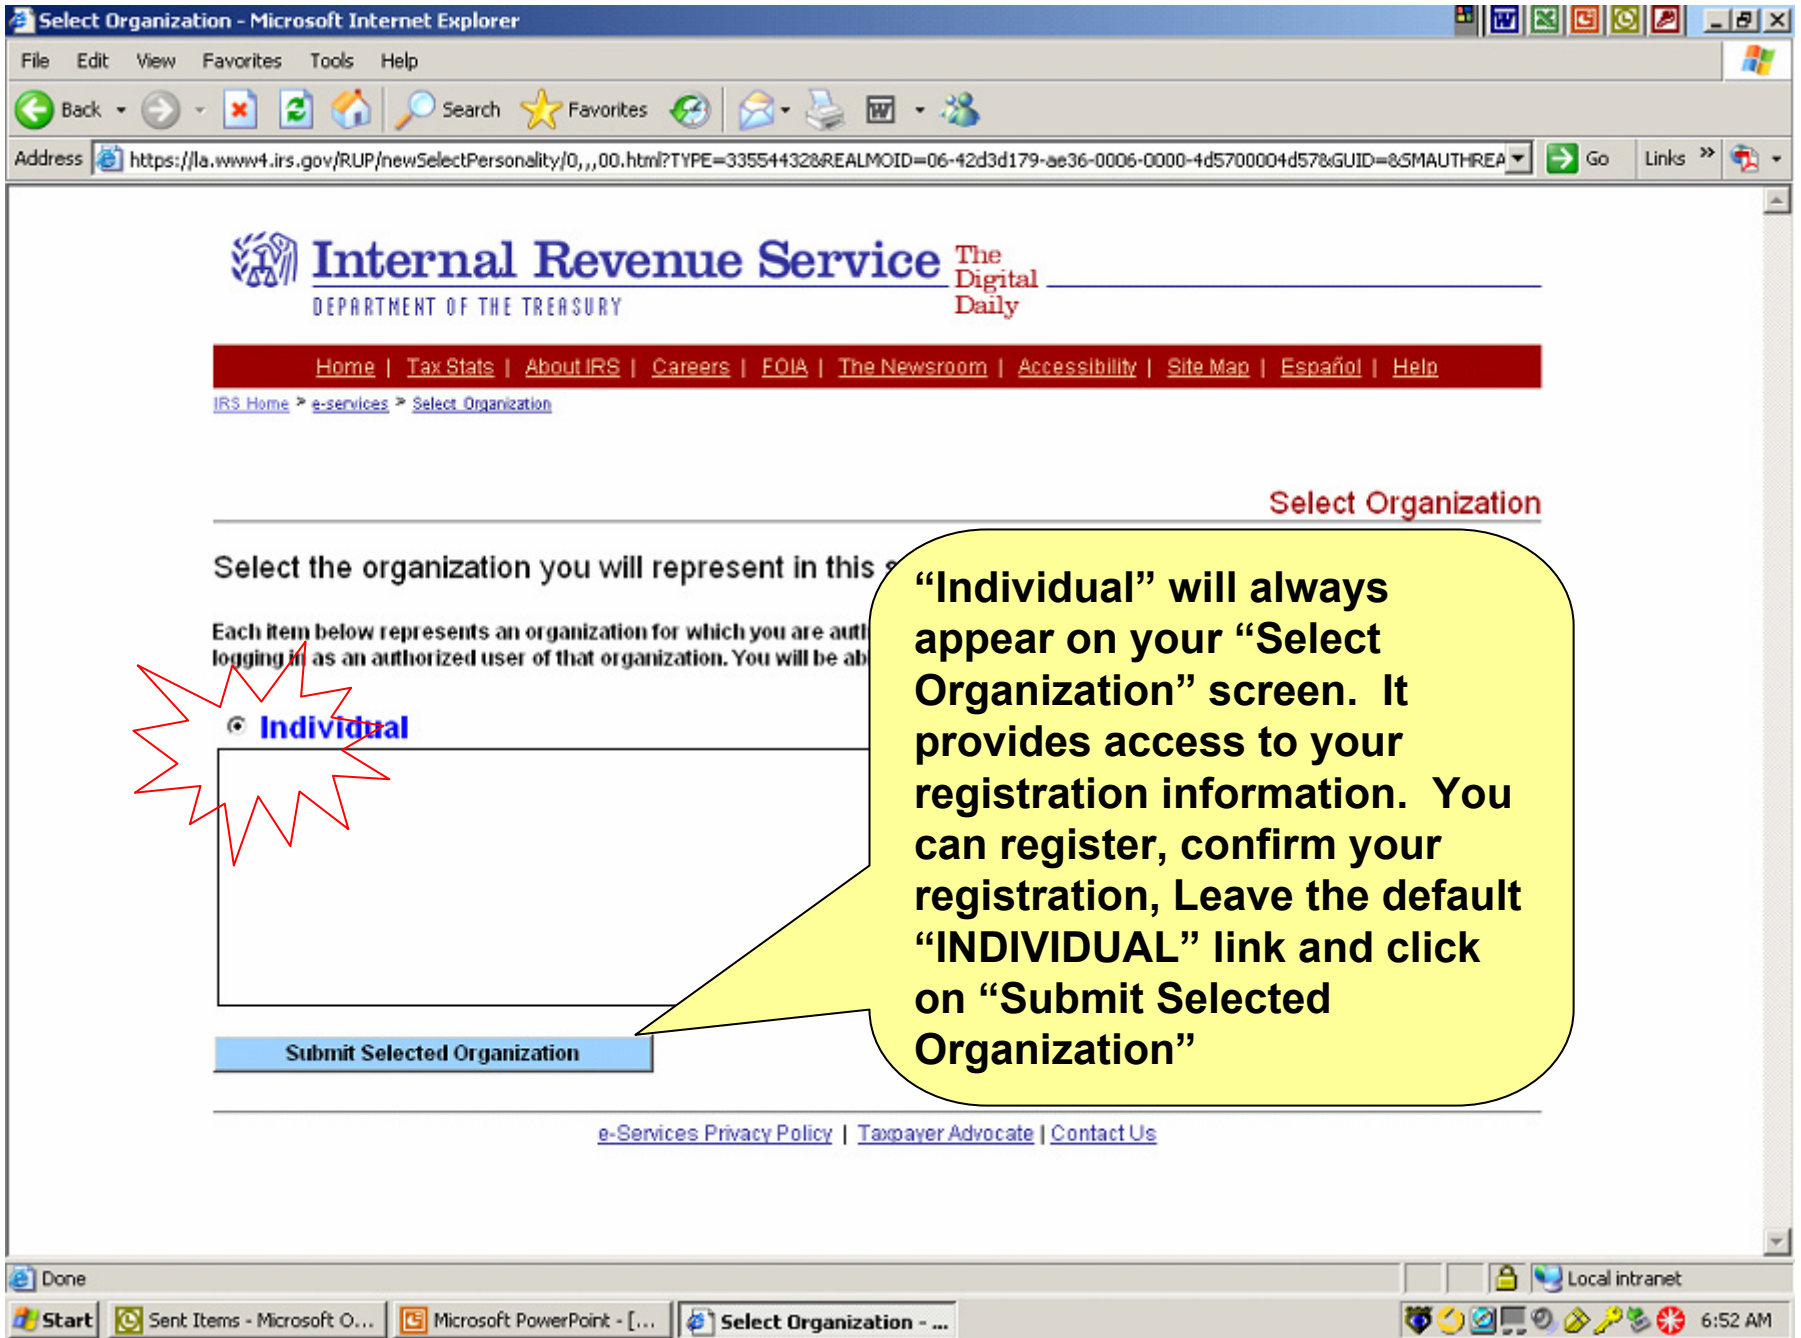 Select Organization - Microsoft Internet Explorer
File Edit View Favorites Tools Help
Back Search Favorites
Address https://la.www4.irs.gov/RUP/newSelectPersonality/0,,,00.html?TYPE=33554432&REALMOID=06-42d3d179-ae36-0006-0000-4d5700004d57&GUID=&SMAUTHREA Go Links »
Internal Revenue Service
DEPARTMENT OF THE TREASURY
The
Digital
Daily
Home | Tax Stats | About IRS | Careers | FOIA | The Newsroom | Accessibility | Site Map | Español | Help
IRS Home > e-services > Select Organization
Select Organization
Select the organization you will represent in this s
Each item below represents an organization for which you are auth
logging in as an authorized user of that organization. You will be ab
Individual
“Individual” will always
appear on your “Select
Organization” screen. It
provides access to your
registration information. You
can register, confirm your
registration, Leave the default
“INDIVIDUAL” link and click
on “Submit Selected
Organization”
Submit Selected Organization
e-Services Privacy Policy | Taxpayer Advocate | Contact Us
Done Local intranet
Start Sent Items - Microsoft O... Microsoft PowerPoint - [... Select Organization - ... 6:52 AM